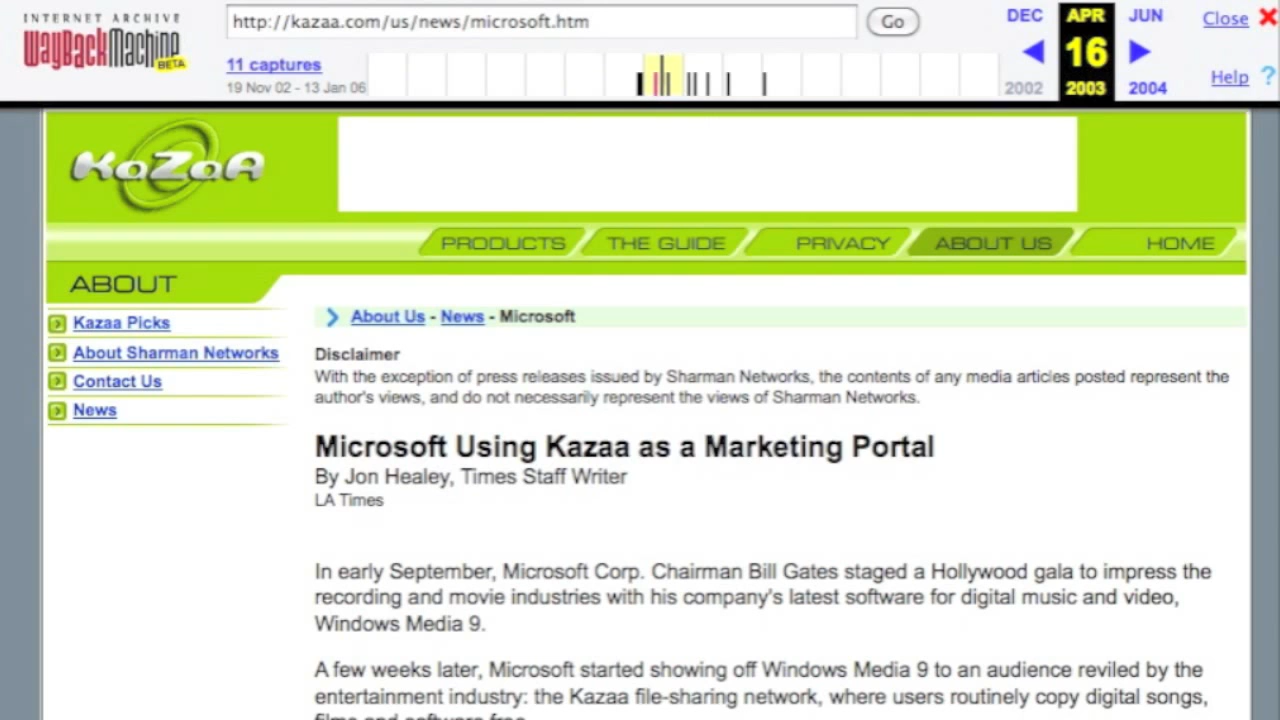 INTERNET ARCHIVE
WayBackMachine
BETA
http://kazaa.com/us/news/microsoft.htm
Go
11 captures
19 Nov 02 - 13 Jan 06
DEC APR JUN
16
2002 2003 2004
Close
Help ?
KaZaA
PRODUCTS THE GUIDE PRIVACY ABOUT US HOME
ABOUT
Kazaa Picks
About Sharman Networks
Contact Us
News
About Us - News - Microsoft
Disclaimer
With the exception of press releases issued by Sharman Networks, the contents of any media articles posted represent the
author's views, and do not necessarily represent the views of Sharman Networks.
Microsoft Using Kazaa as a Marketing Portal
By Jon Healey, Times Staff Writer
LA Times
In early September, Microsoft Corp. Chairman Bill Gates staged a Hollywood gala to impress the
recording and movie industries with his company's latest software for digital music and video,
Windows Media 9.
A few weeks later, Microsoft started showing off Windows Media 9 to an audience reviled by the
entertainment industry: the Kazaa file-sharing network, where users routinely copy digital songs,
films and software free.